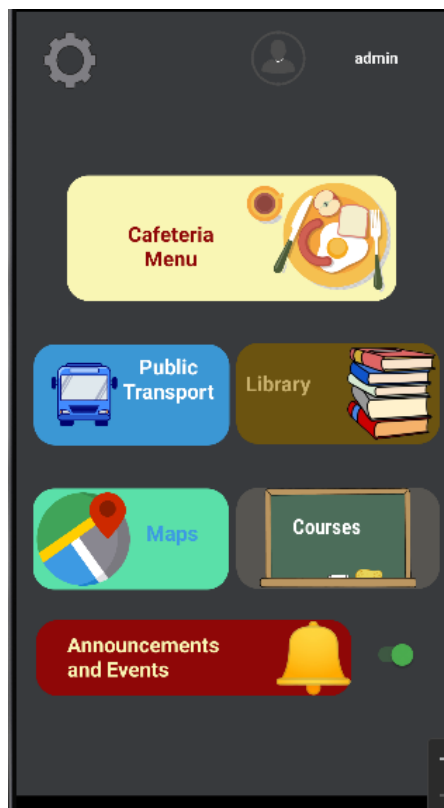 admin
Cafeteria
Menu
Public
Transport
Library
Maps
Courses
Announcements
and Events